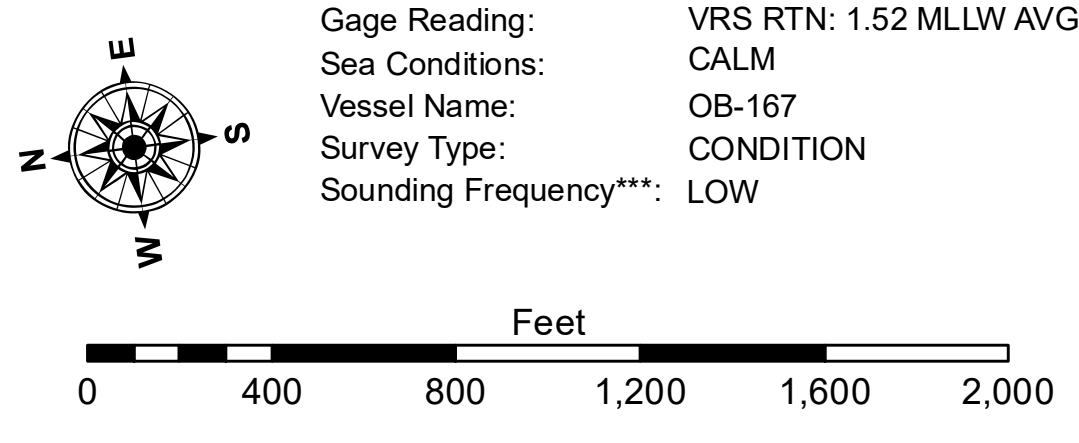 Gage Reading: VRS RTN: 1.52 MLLW AVG
Sea Conditions: CALM
Vessel Name: OB-167
Survey Type: CONDITION
Sounding Frequency***: LOW
E
N S
W
Feet
0 400 800 1,200 1,600 2,000